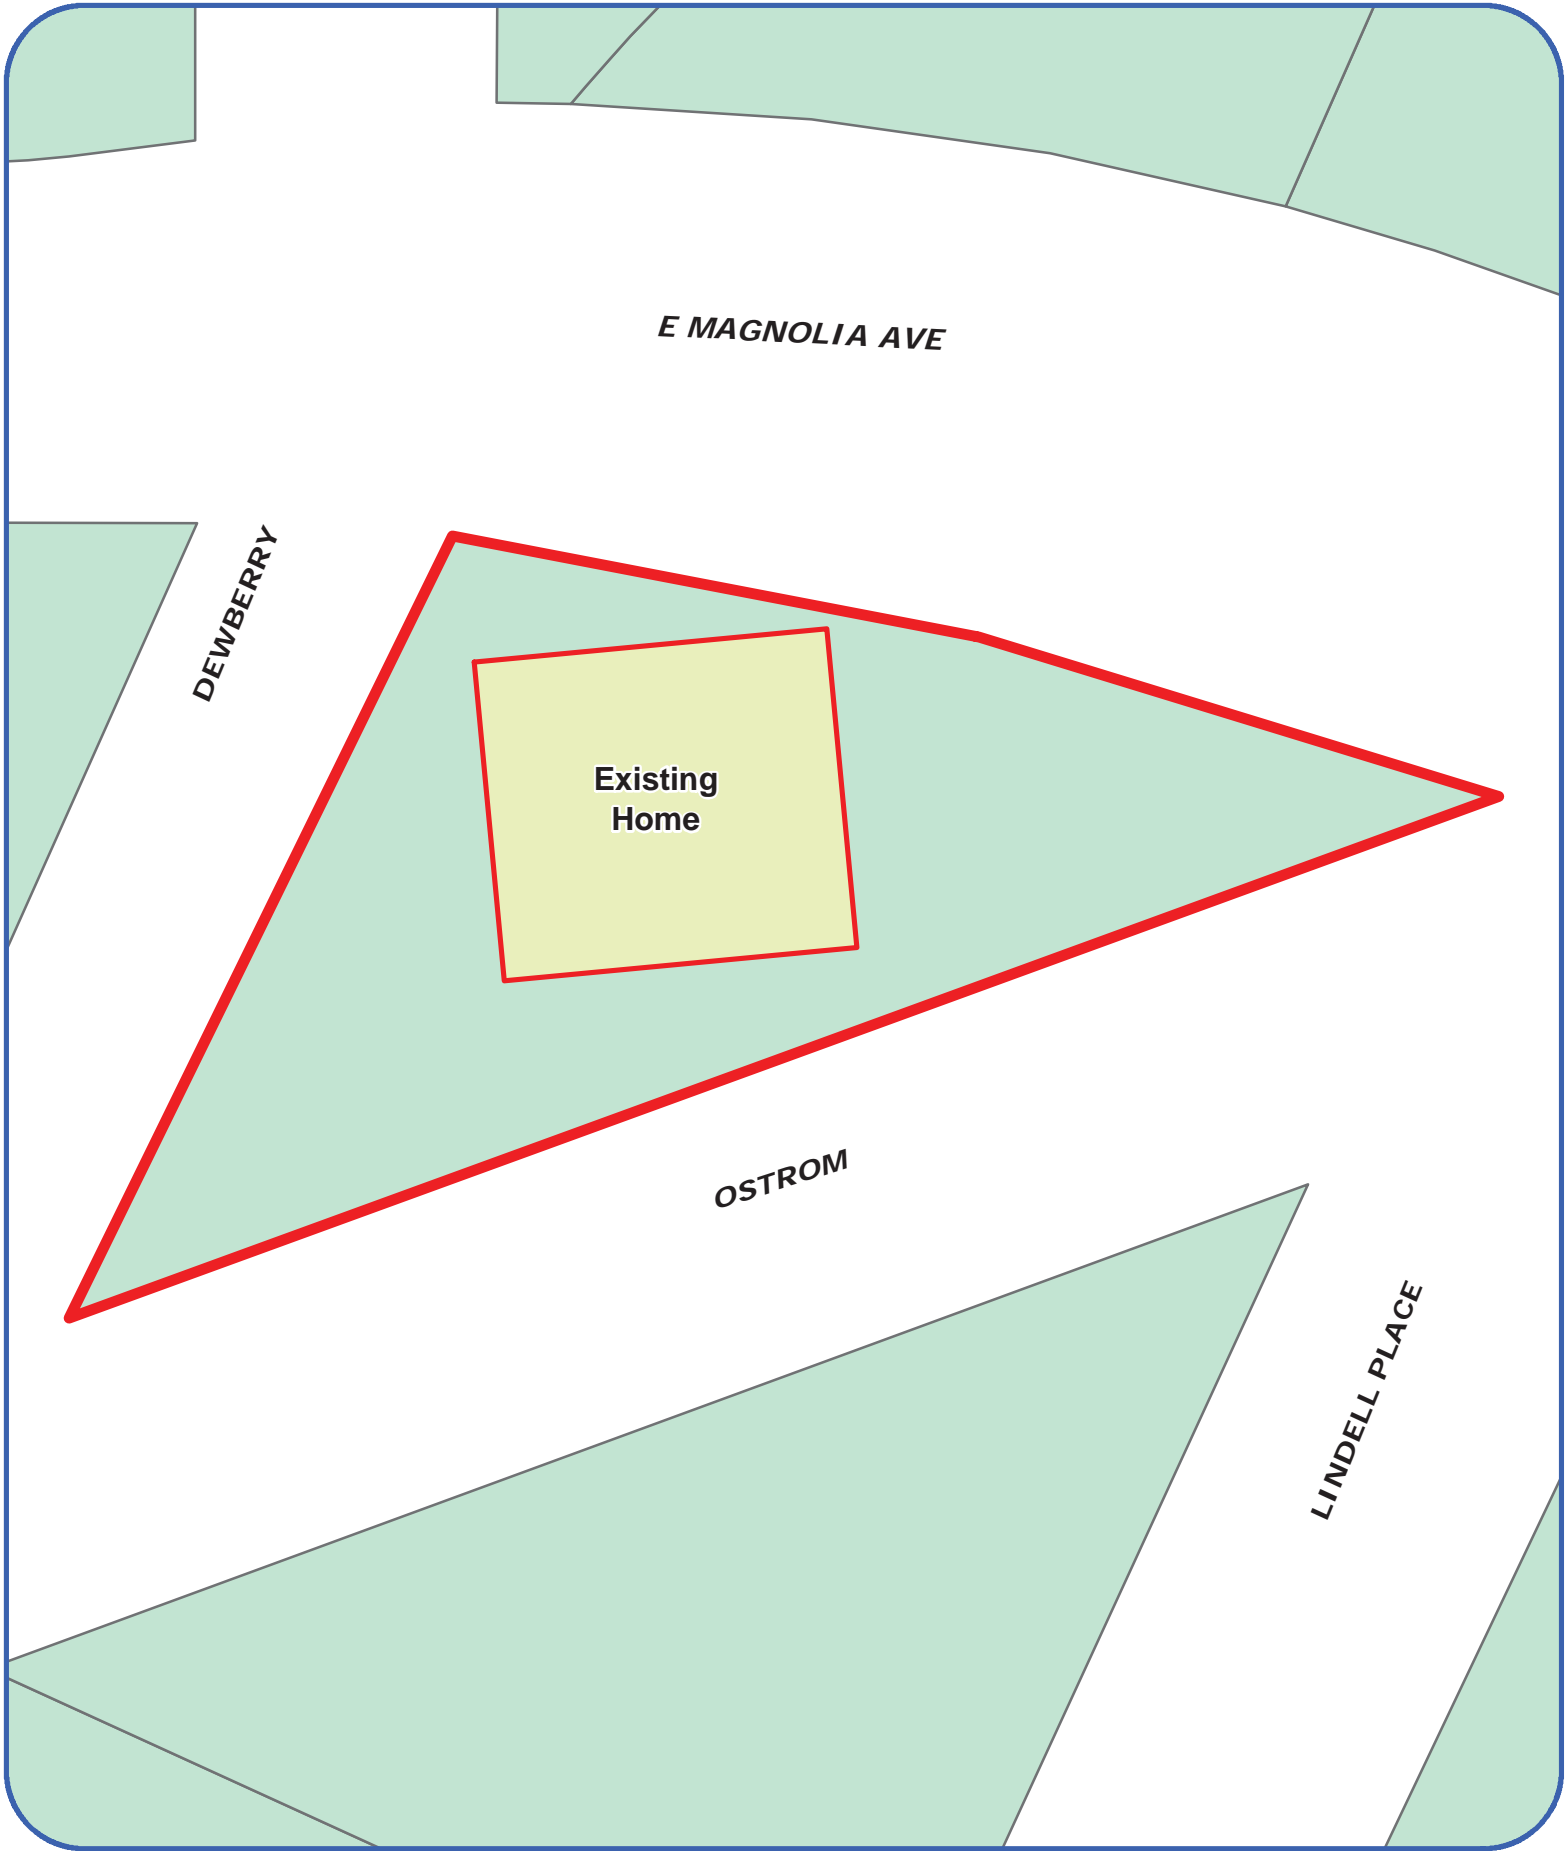 E MAGNOLIA AVE
DEWBERRY
Existing
Home
OSTROM
LINDELL PLACE